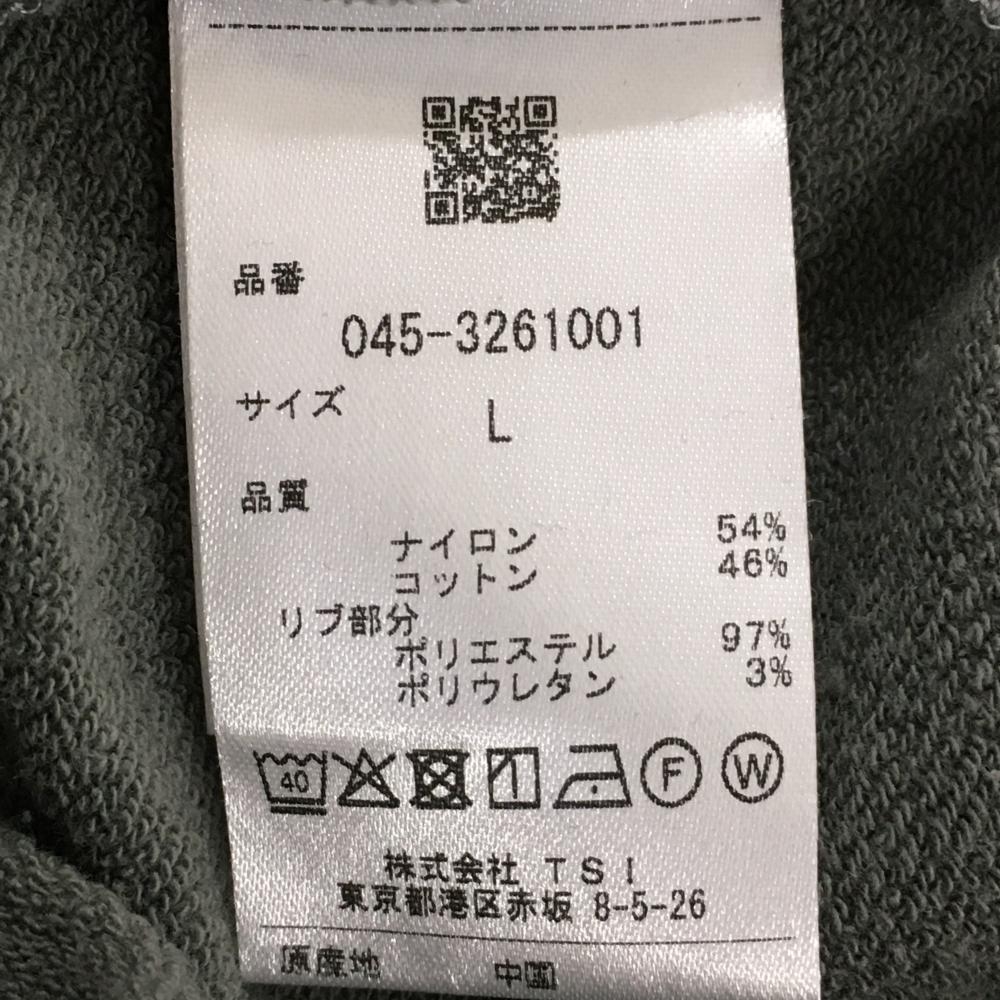 品番
045-3261001
サイズ L
品質
ナイロン 54%
コットン 46%
リブ部分
ポリエステル 97%
ポリウレタン 3%
40 F W
株式会社 TSI
東京都港区赤坂 8-5-26
原産地 中国